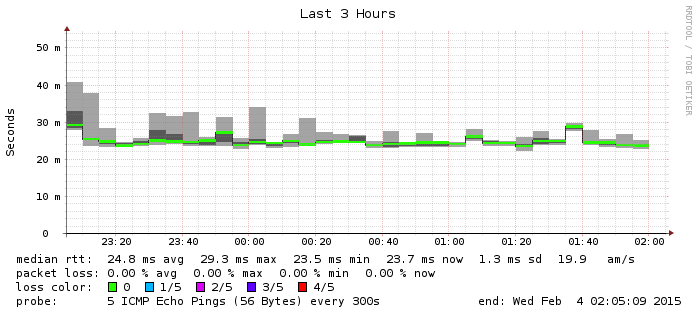 Last 3 Hours
RRDTOOL / TOBI OETIKER
Seconds
50 m
40 m
30 m
20 m
10 m
0
23:20 23:40 00:00 00:20 00:40 01:00 01:20 01:40 02:00
median rtt: 24.8 ms avg 29.3 ms max 23.5 ms min 23.7 ms now 1.3 ms sd 19.9 am/s
packet loss: 0.00 % avg 0.00 % max 0.00 % min 0.00 % now
loss color: 0 1/5 2/5 3/5 4/5
probe: 5 ICMP Echo Pings (56 Bytes) every 300s end: Wed Feb 4 02:05:09 2015